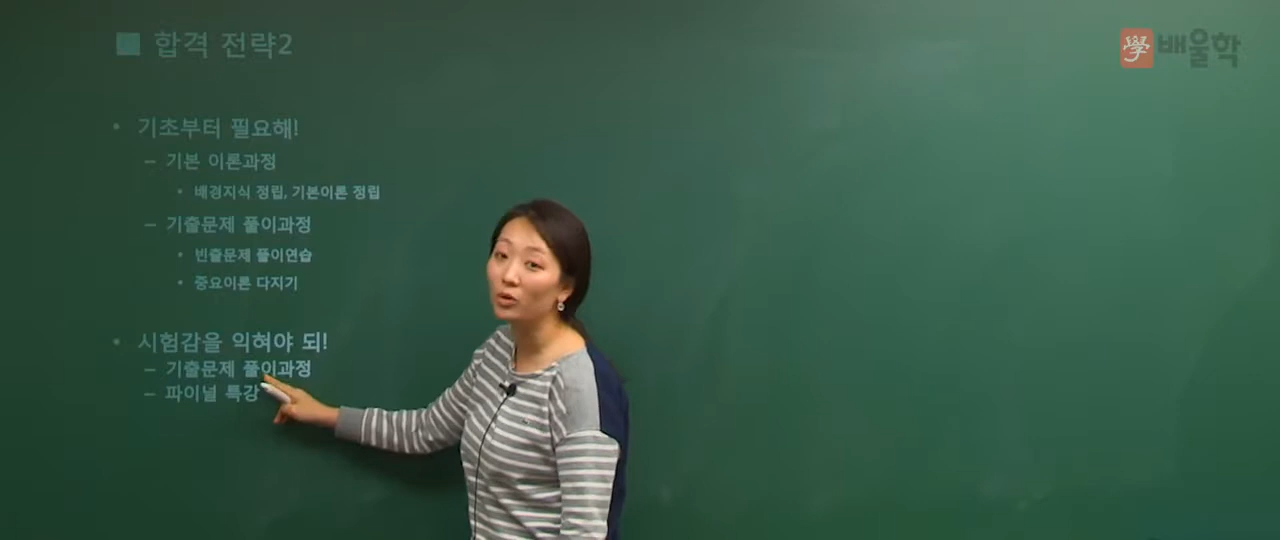 ■ 합격 전략2
學 배울학
• 기초부터 필요해!
– 기본 이론과정
• 배경지식 정립, 기본이론 정립
– 기출문제 풀이과정
• 빈출문제 풀이연습
• 중요이론 다지기
• 시험감을 익혀야 되!
– 기출문제 풀이과정
– 파이널 특강